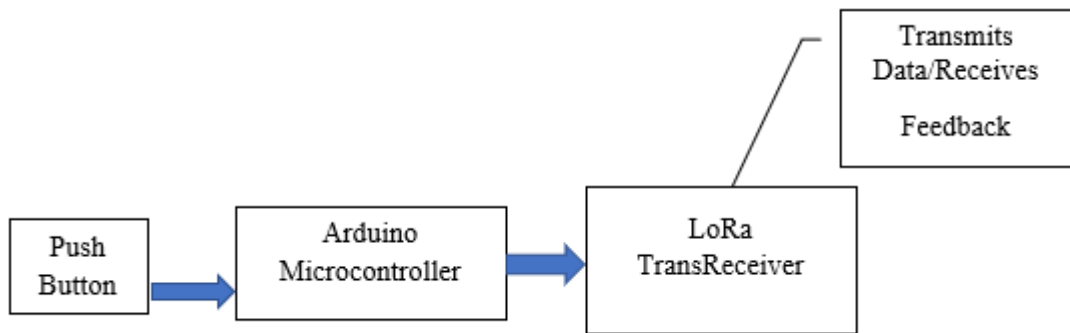 Transmits
Data/Receives
Feedback
Push
Button
Arduino
Microcontroller
LoRa
TransReceiver